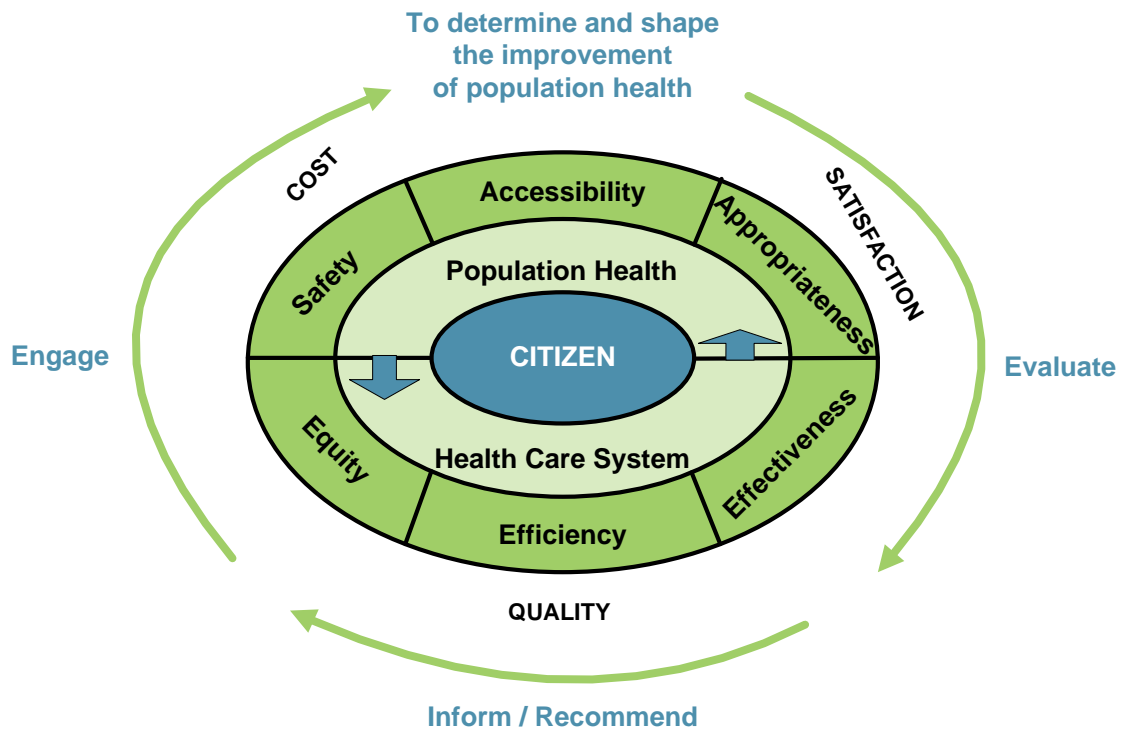 To determine and shape
the improvement
of population health
COST
SATISFACTION
Accessibility
Appropriateness
Safety
Population Health
Engage
CITIZEN
Evaluate
Equity
Health Care System
Effectiveness
Efficiency
QUALITY
Inform / Recommend